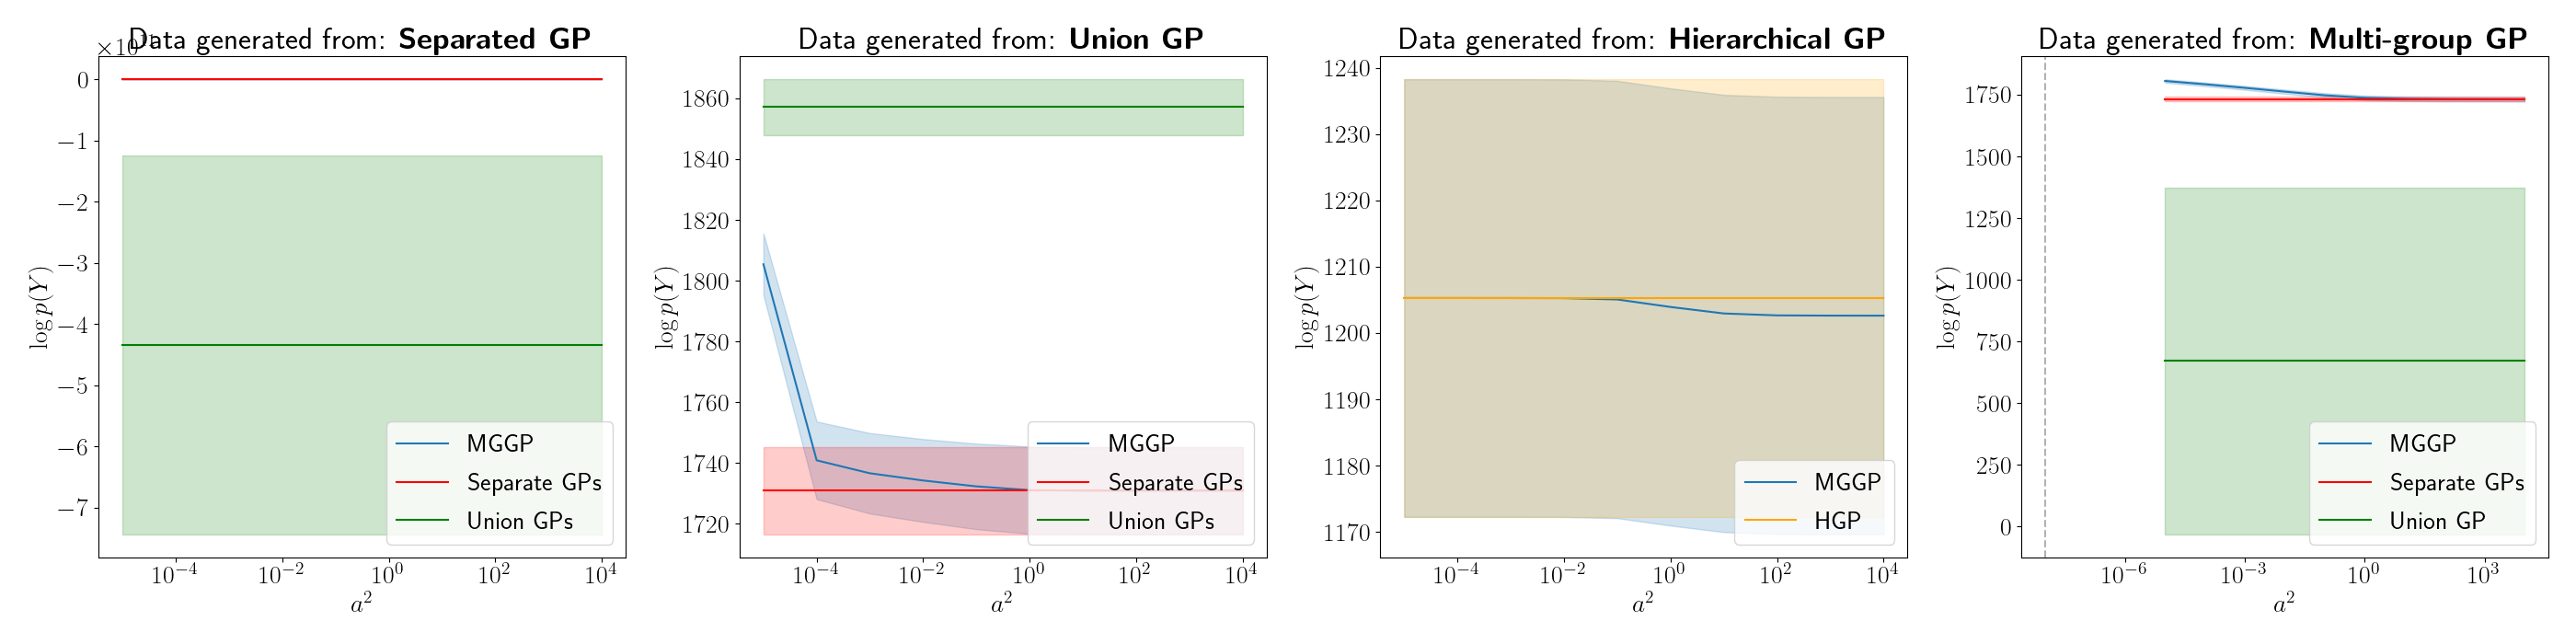 Data generated from: Separated GP
0
−1
−2
−3
−4
−5
−6
−7
log p(Y)
10⁻⁴ 10⁻² 10⁰ 10² 10⁴
a²
MGGP
Separate GPs
Union GPs
Data generated from: Union GP
1860
1840
1820
1800
1780
1760
1740
1720
log p(Y)
10⁻⁴ 10⁻² 10⁰ 10² 10⁴
a²
MGGP
Separate GPs
Union GPs
Data generated from: Hierarchical GP
1240
1230
1220
1210
1200
1190
1180
1170
log p(Y)
10⁻⁴ 10⁻² 10⁰ 10² 10⁴
a²
MGGP
HGP
Data generated from: Multi-group GP
1750
1500
1250
1000
750
500
250
0
log p(Y)
10⁻⁶ 10⁻³ 10⁰ 10³
a²
MGGP
Separate GPs
Union GP